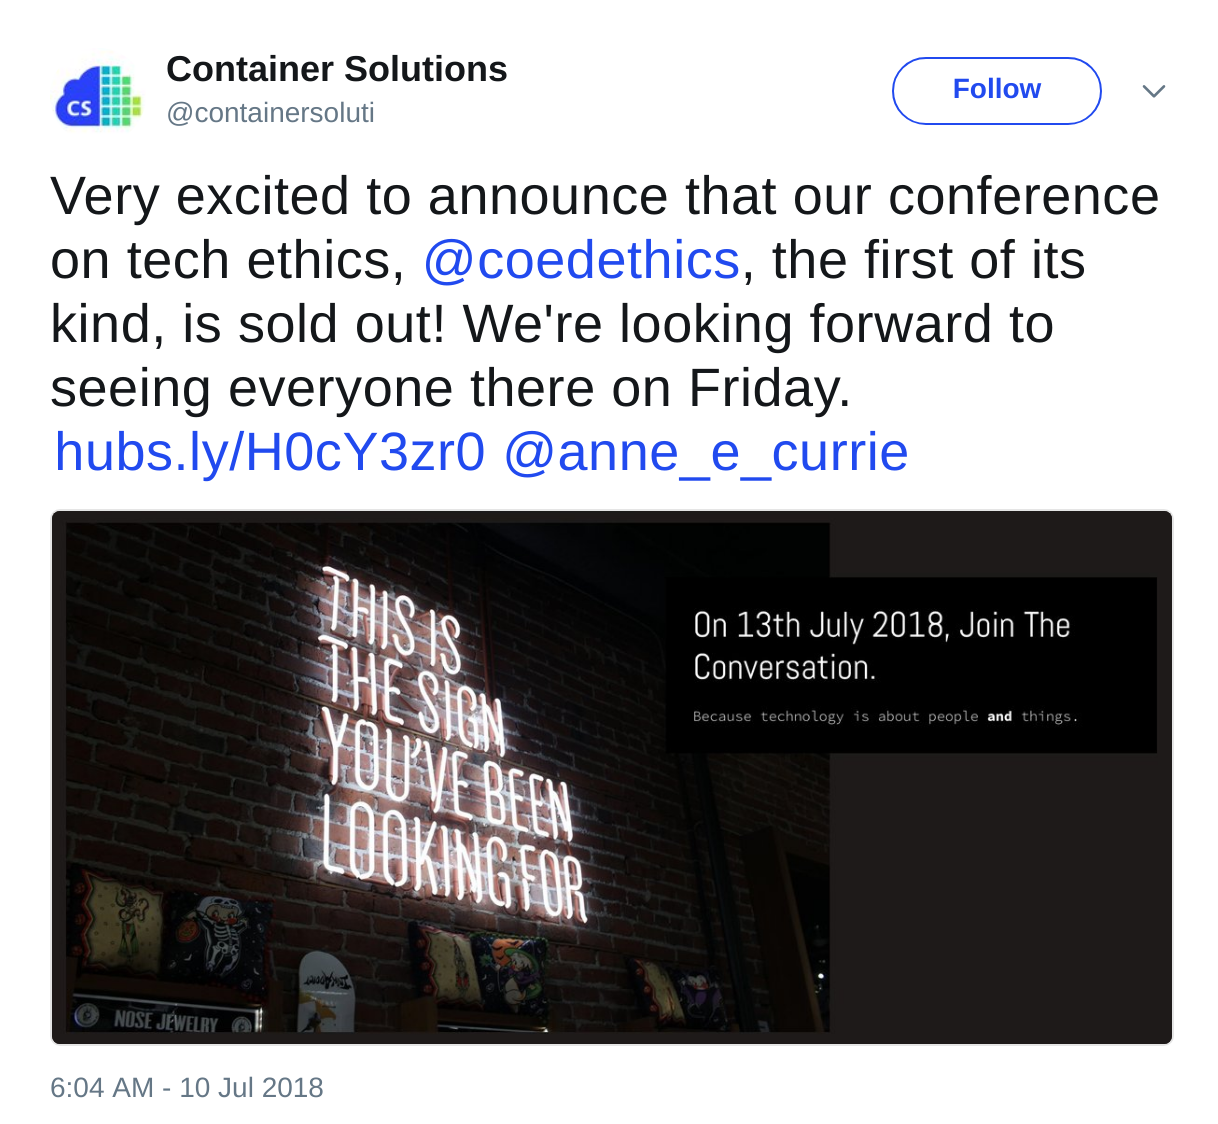 Container Solutions
@containersoluti
Follow
cs
Very excited to announce that our conference
on tech ethics, @coedethics, the first of its
kind, is sold out! We're looking forward to
seeing everyone there on Friday.
hubs.ly/H0cY3zr0 @anne_e_currie
THIS IS
THE SIGN
YOU'VE BEEN
LOOKING FOR
On 13th July 2018, Join The
Conversation.
Because technology is about people and things.
NOSE JEWELRY
6:04 AM - 10 Jul 2018